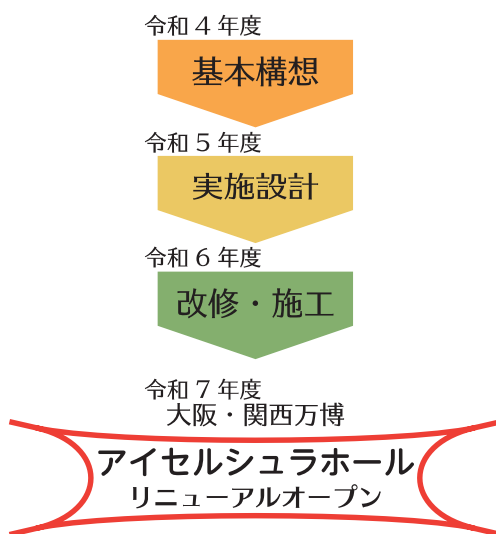 令和４年度
基本構想
令和５年度
実施設計
令和６年度
改修・施工
令和７年度
大阪・関西万博
アイセルシュラホール
リニューアルオープン